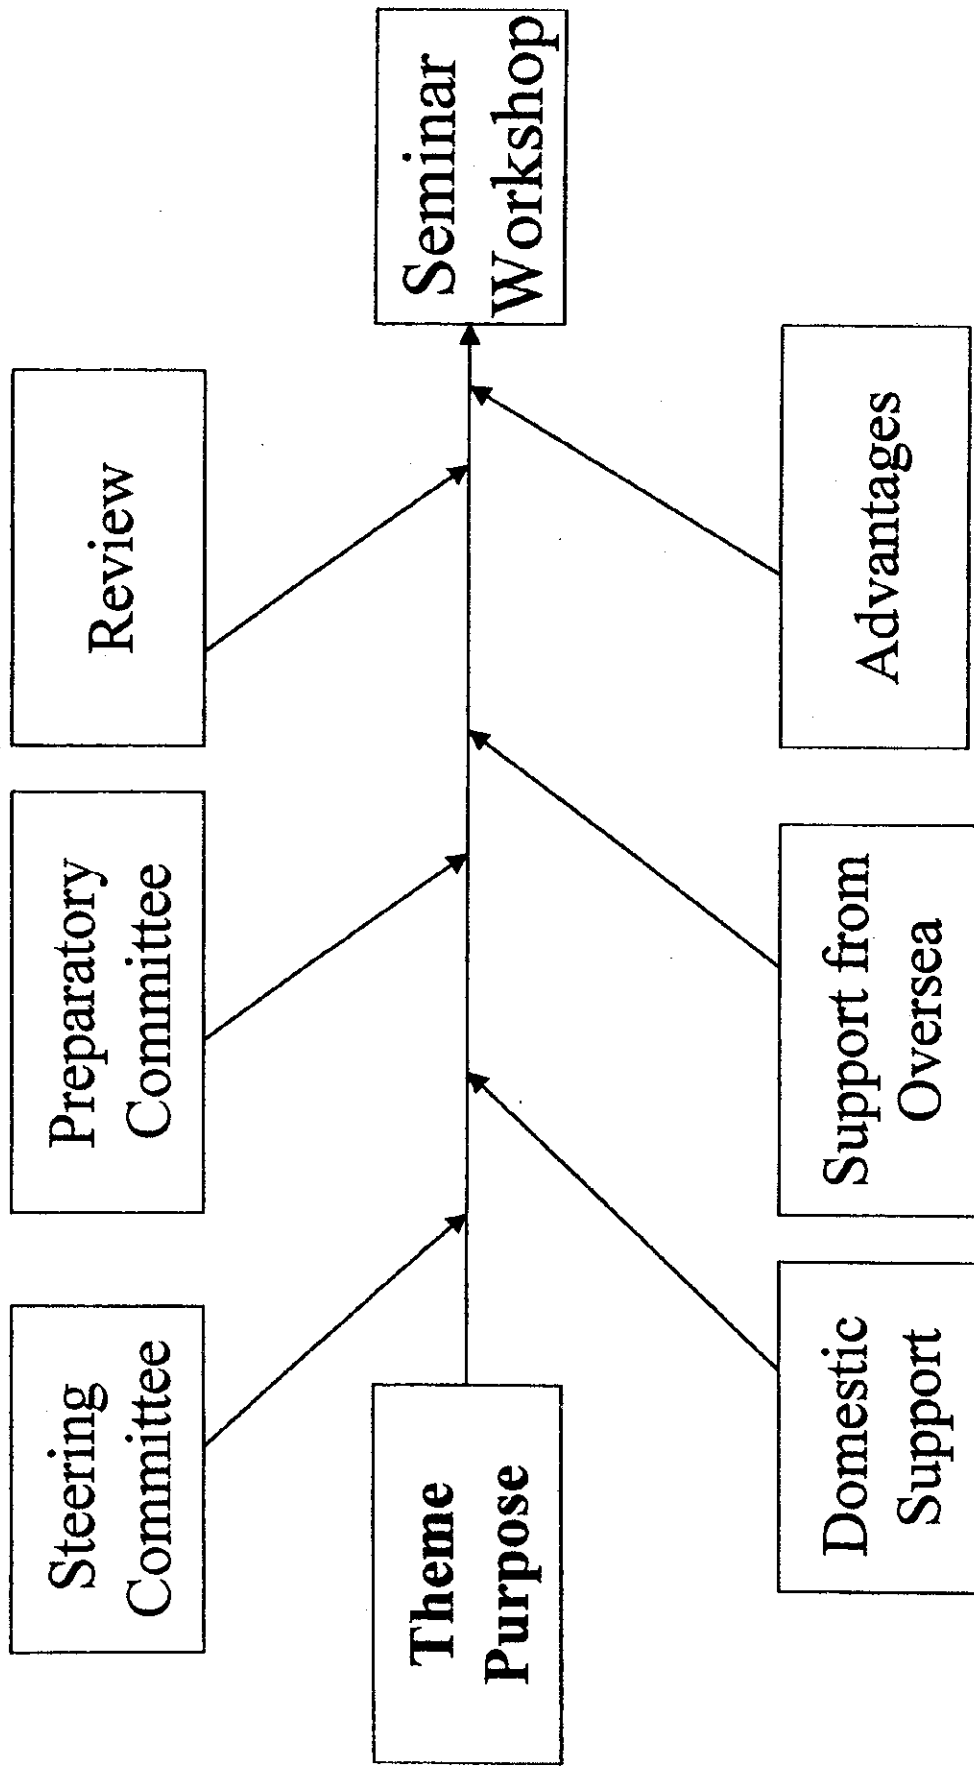 Steering
Committee
Preparatory
Committee
Review
Theme
Purpose
Seminar
Workshop
Domestic
Support
Support from
Oversea
Advantages